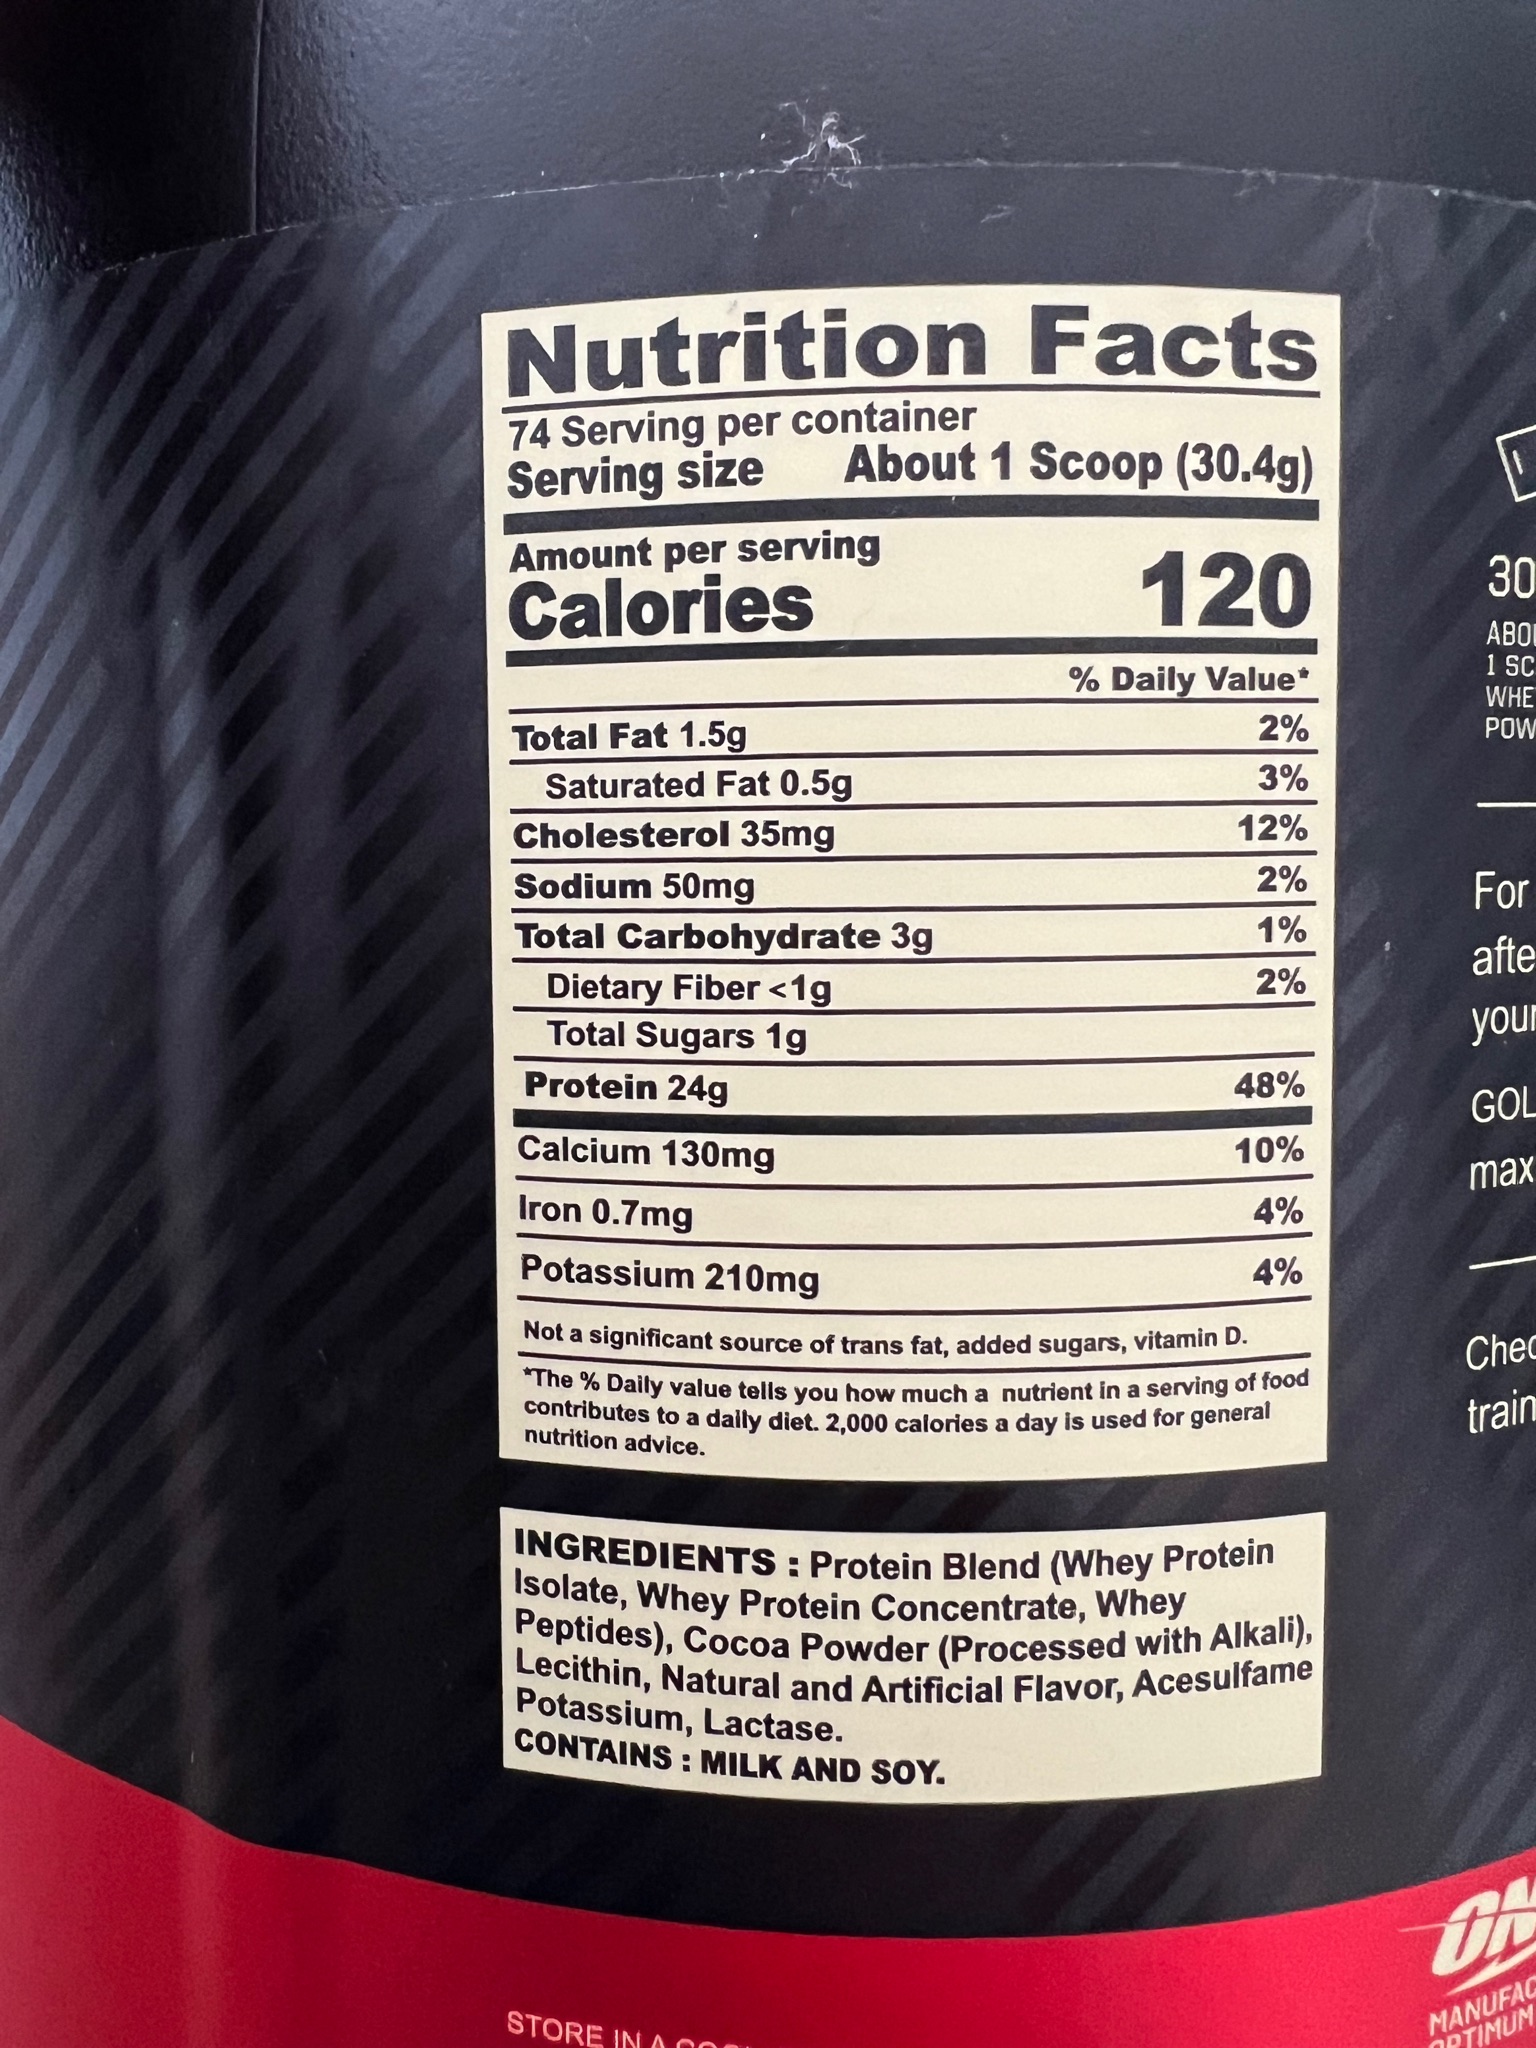 Nutrition Facts
74 Serving per container
Serving size About 1 Scoop (30.4g)
Amount per serving
Calories 120
% Daily Value*
Total Fat 1.5g 2%
Saturated Fat 0.5g 3%
Cholesterol 35mg 12%
Sodium 50mg 2%
Total Carbohydrate 3g 1%
Dietary Fiber <1g 2%
Total Sugars 1g
Protein 24g 48%
Calcium 130mg 10%
Iron 0.7mg 4%
Potassium 210mg 4%
Not a significant source of trans fat, added sugars, vitamin D.
*The % Daily value tells you how much a nutrient in a serving of food
contributes to a daily diet. 2,000 calories a day is used for general
nutrition advice.
INGREDIENTS : Protein Blend (Whey Protein
Isolate, Whey Protein Concentrate, Whey
Peptides), Cocoa Powder (Processed with Alkali),
Lecithin, Natural and Artificial Flavor, Acesulfame
Potassium, Lactase.
CONTAINS : MILK AND SOY.
STORE IN A
30
1
For
ON
OPTIMUM